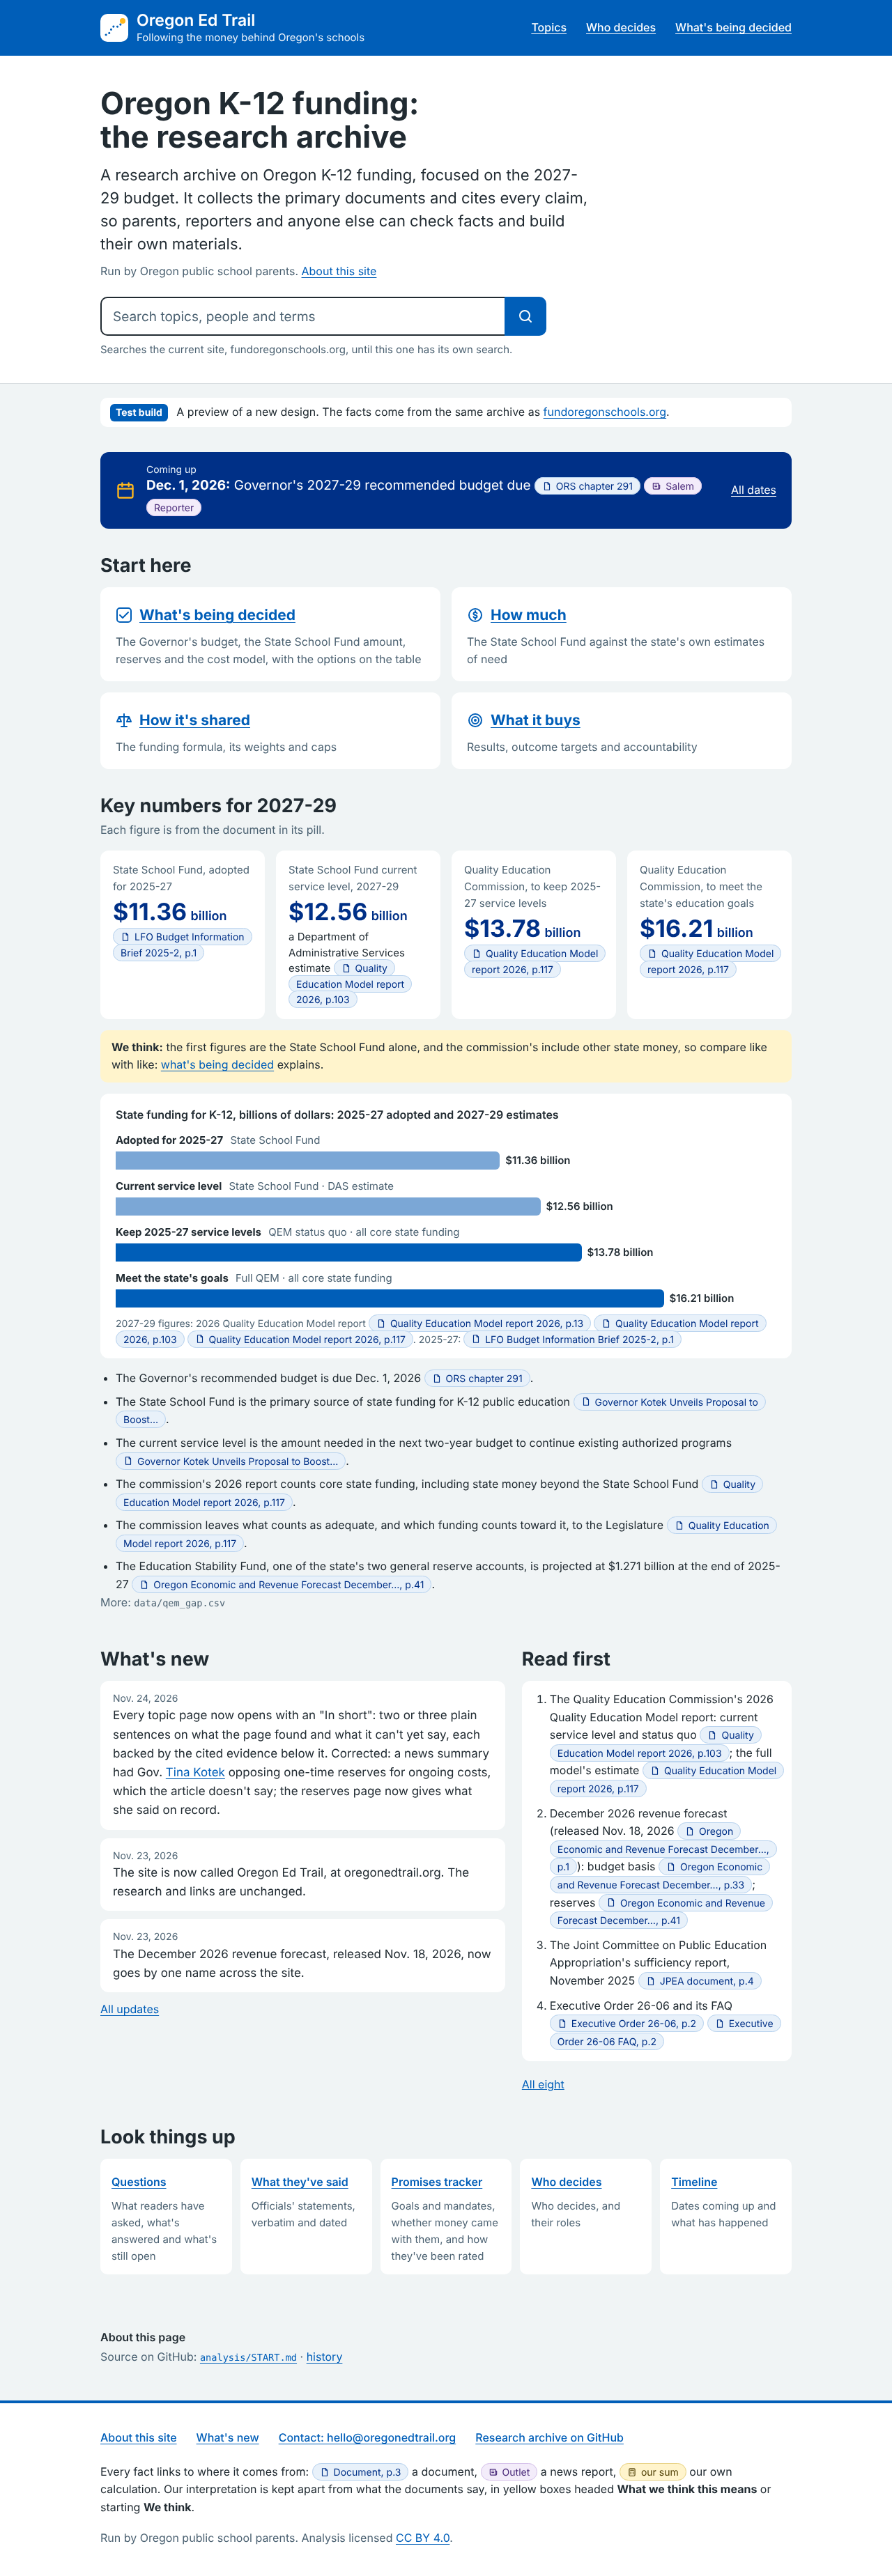 Oregon Ed Trail
Following the money behind Oregon's schools
Topics Who decides What's being decided
Oregon K-12 funding:
the research archive
A research archive on Oregon K-12 funding, focused on the 2027-
29 budget. It collects the primary documents and cites every claim,
so parents, reporters and anyone else can check facts and build
their own materials.
Run by Oregon public school parents. About this site
Search topics, people and terms
Searches the current site, fundoregonschools.org, until this one has its own search.
Test build A preview of a new design. The facts come from the same archive as fundoregonschools.org.
Coming up
Dec. 1, 2026: Governor's 2027-29 recommended budget due ORS chapter 291 Salem
Reporter
All dates
Start here
What's being decided
The Governor's budget, the State School Fund amount,
reserves and the cost model, with the options on the table
How much
The State School Fund against the state's own estimates
of need
How it's shared
The funding formula, its weights and caps
What it buys
Results, outcome targets and accountability
Key numbers for 2027-29
Each figure is from the document in its pill.
State School Fund, adopted
for 2025-27
$11.36 billion
LFO Budget Information
Brief 2025-2, p.1
State School Fund current
service level, 2027-29
$12.56 billion
a Department of
Administrative Services
estimate Quality
Education Model report
2026, p.103
Quality Education
Commission, to keep 2025-
27 service levels
$13.78 billion
Quality Education Model
report 2026, p.117
Quality Education
Commission, to meet the
state's education goals
$16.21 billion
Quality Education Model
report 2026, p.117
We think: the first figures are the State School Fund alone, and the commission's include other state money, so compare like
with like: what's being decided explains.
State funding for K-12, billions of dollars: 2025-27 adopted and 2027-29 estimates
Adopted for 2025-27 State School Fund
$11.36 billion
Current service level State School Fund · DAS estimate
$12.56 billion
Keep 2025-27 service levels QEM status quo · all core state funding
$13.78 billion
Meet the state's goals Full QEM · all core state funding
$16.21 billion
2027-29 figures: 2026 Quality Education Model report Quality Education Model report 2026, p.13 Quality Education Model report
2026, p.103 Quality Education Model report 2026, p.117 . 2025-27: LFO Budget Information Brief 2025-2, p.1
• The Governor's recommended budget is due Dec. 1, 2026 ORS chapter 291 .
• The State School Fund is the primary source of state funding for K-12 public education Governor Kotek Unveils Proposal to
Boost... .
• The current service level is the amount needed in the next two-year budget to continue existing authorized programs
Governor Kotek Unveils Proposal to Boost... .
• The commission's 2026 report counts core state funding, including state money beyond the State School Fund Quality
Education Model report 2026, p.117 .
• The commission leaves what counts as adequate, and which funding counts toward it, to the Legislature Quality Education
Model report 2026, p.117 .
• The Education Stability Fund, one of the state's two general reserve accounts, is projected at $1.271 billion at the end of 2025-
27 Oregon Economic and Revenue Forecast December..., p.41 .
More: data/qem_gap.csv
What's new
Nov. 24, 2026
Every topic page now opens with an "In short": two or three plain
sentences on what the page found and what it can't yet say, each
backed by the cited evidence below it. Corrected: a news summary
had Gov. Tina Kotek opposing one-time reserves for ongoing costs,
which the article doesn't say; the reserves page now gives what
she said on record.
Nov. 23, 2026
The site is now called Oregon Ed Trail, at oregonedtrail.org. The
research and links are unchanged.
Nov. 23, 2026
The December 2026 revenue forecast, released Nov. 18, 2026, now
goes by one name across the site.
All updates
Read first
1. The Quality Education Commission's 2026
Quality Education Model report: current
service level and status quo Quality
Education Model report 2026, p.103 ; the full
model's estimate Quality Education Model
report 2026, p.117
2. December 2026 revenue forecast
(released Nov. 18, 2026 Oregon
Economic and Revenue Forecast December...,
p.1 ): budget basis Oregon Economic
and Revenue Forecast December..., p.33 ;
reserves Oregon Economic and Revenue
Forecast December..., p.41
3. The Joint Committee on Public Education
Appropriation's sufficiency report,
November 2025 JPEA document, p.4
4. Executive Order 26-06 and its FAQ
Executive Order 26-06, p.2 Executive
Order 26-06 FAQ, p.2
All eight
Look things up
Questions
What readers have
asked, what's
answered and what's
still open
What they've said
Officials' statements,
verbatim and dated
Promises tracker
Goals and mandates,
whether money came
with them, and how
they've been rated
Who decides
Who decides, and
their roles
Timeline
Dates coming up and
what has happened
About this page
Source on GitHub: analysis/START.md · history
About this site What's new Contact: hello@oregonedtrail.org Research archive on GitHub
Every fact links to where it comes from: Document, p.3 a document, Outlet a news report, our sum our own
calculation. Our interpretation is kept apart from what the documents say, in yellow boxes headed What we think this means or
starting We think.
Run by Oregon public school parents. Analysis licensed CC BY 4.0.